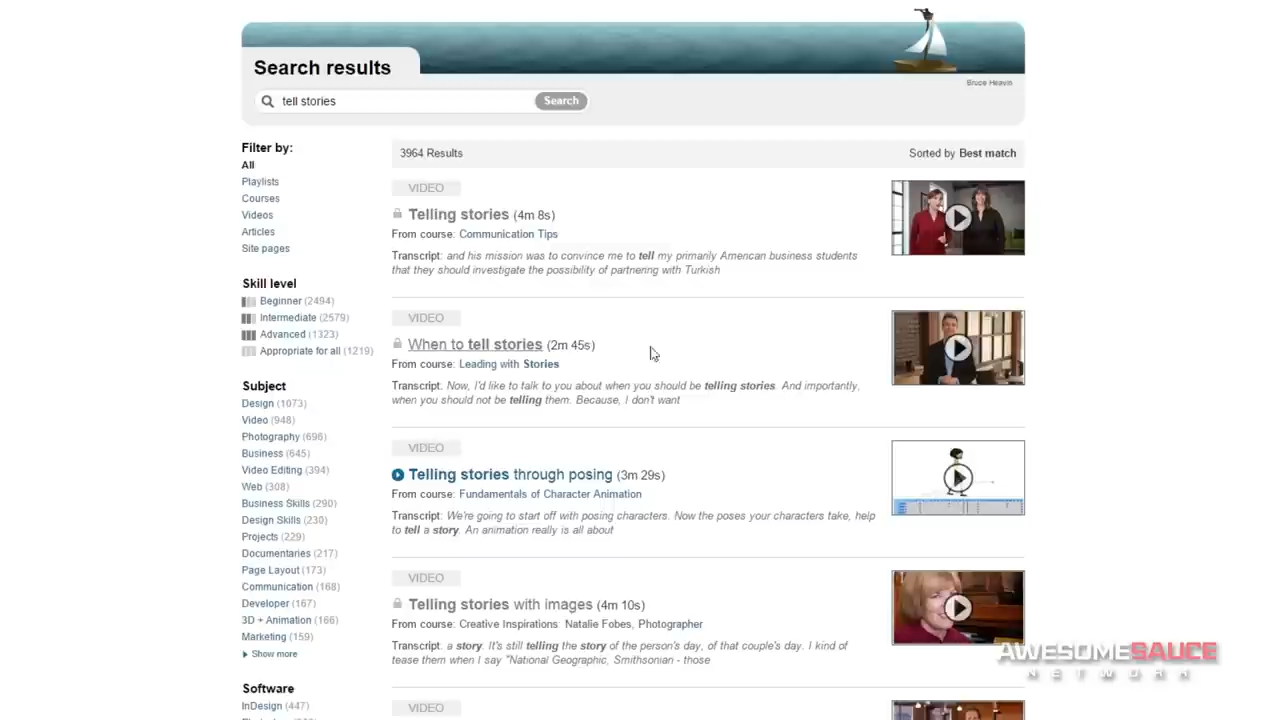 Search results
Bruce Heavin
tell stories
Search
Filter by:
All
Playlists
Courses
Videos
Articles
Site pages
Skill level
Beginner (2494)
Intermediate (2579)
Advanced (1323)
Appropriate for all (1219)
Subject
Design (1073)
Video (948)
Photography (696)
Business (645)
Video Editing (394)
Web (308)
Business Skills (290)
Design Skills (230)
Projects (229)
Documentaries (217)
Page Layout (173)
Communication (168)
Developer (167)
3D + Animation (166)
Marketing (159)
Show more
Software
InDesign (447)
3964 Results
Sorted by Best match
VIDEO
Telling stories (4m 8s)
From course: Communication Tips
Transcript: and his mission was to convince me to tell my primarily American business students
that they should investigate the possibility of partnering with Turkish
VIDEO
When to tell stories (2m 45s)
From course: Leading with Stories
Transcript: Now, I'd like to talk to you about when you should be telling stories. And importantly,
when you should not be telling them. Because, I don't want
VIDEO
Telling stories through posing (3m 29s)
From course: Fundamentals of Character Animation
Transcript: We're going to start off with posing characters. Now the poses your characters take, help
to tell a story. An animation really is all about
VIDEO
Telling stories with images (4m 10s)
From course: Creative Inspirations: Natalie Fobes, Photographer
Transcript: a story. It's still telling the story of the person's day, of that couple's day. I kind of
tease them when I say "National Geographic, Smithsonian - those
VIDEO
AWESOMESAUCE
NETWORK